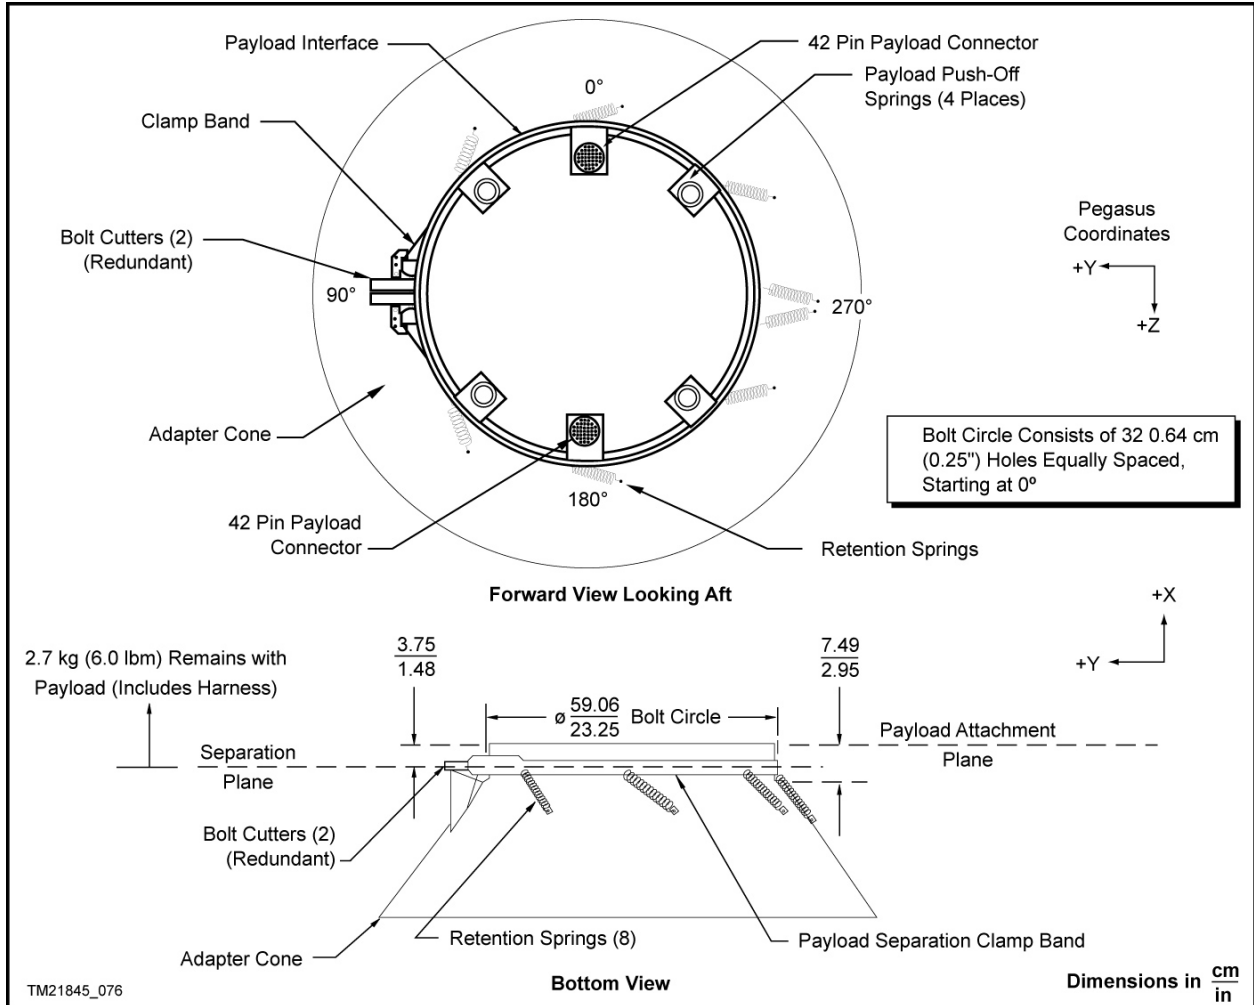 Payload Interface
42 Pin Payload Connector
Payload Push-Off
Springs (4 Places)
0°
Clamp Band
Bolt Cutters (2)
(Redundant)
90°
270°
Pegasus
Coordinates
+Y
+Z
Adapter Cone
Bolt Circle Consists of 32 0.64 cm
(0.25") Holes Equally Spaced,
Starting at 0º
180°
42 Pin Payload
Connector
Retention Springs
Forward View Looking Aft
+X
+Y
2.7 kg (6.0 lbm) Remains with
Payload (Includes Harness)
3.75
1.48
7.49
2.95
ø 59.06 Bolt Circle
23.25
Payload Attachment
Plane
Separation
Plane
Bolt Cutters (2)
(Redundant)
Retention Springs (8)
Payload Separation Clamp Band
Adapter Cone
TM21845_076
Bottom View
Dimensions in cm
in